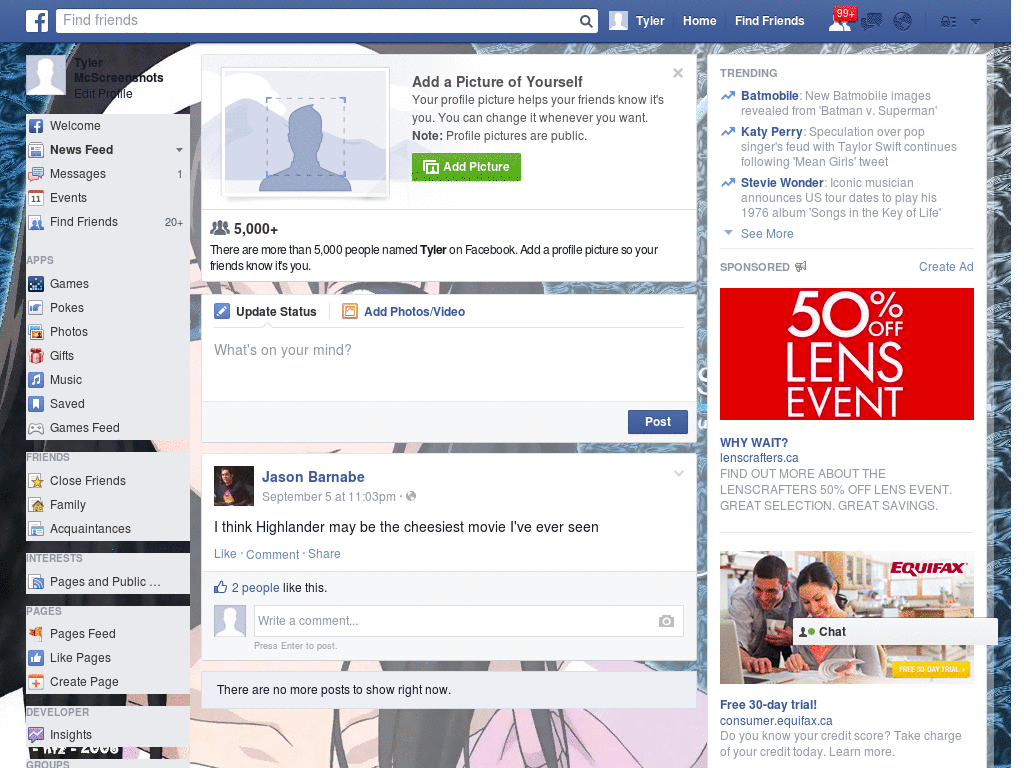 Find friends
Tyler
Home
Find Friends
99+
Tyler
McScreenshots
Edit Profile
Welcome
News Feed
Messages 1
11 Events
Find Friends 20+
APPS
Games
Pokes
Photos
Gifts
Music
Saved
Games Feed
FRIENDS
Close Friends
Family
Acquaintances
INTERESTS
Pages and Public ...
PAGES
Pages Feed
Like Pages
Create Page
DEVELOPER
Insights
GROUPS
Add a Picture of Yourself
Your profile picture helps your friends know it's
you. You can change it whenever you want.
Note: Profile pictures are public.
Add Picture
5,000+
There are more than 5,000 people named Tyler on Facebook. Add a profile picture so your
friends know it's you.
Update Status
Add Photos/Video
What's on your mind?
Post
Jason Barnabe
September 5 at 11:03pm ·
I think Highlander may be the cheesiest movie I've ever seen
Like · Comment · Share
2 people like this.
Write a comment...
Press Enter to post.
There are no more posts to show right now.
TRENDING
Batmobile: New Batmobile images
revealed from 'Batman v. Superman'
Katy Perry: Speculation over pop
singer's feud with Taylor Swift continues
following 'Mean Girls' tweet
Stevie Wonder: Iconic musician
announces US tour dates to play his
1976 album 'Songs in the Key of Life'
See More
SPONSORED
Create Ad
50% OFF
LENS
EVENT
WHY WAIT?
lenscrafters.ca
FIND OUT MORE ABOUT THE
LENSCRAFTERS 50% OFF LENS EVENT.
GREAT SELECTION. GREAT SAVINGS.
EQUIFAX
Chat
FREE 30-DAY TRIAL >
Free 30-day trial!
consumer.equifax.ca
Do you know your credit score? Take charge
of your credit today. Learn more.